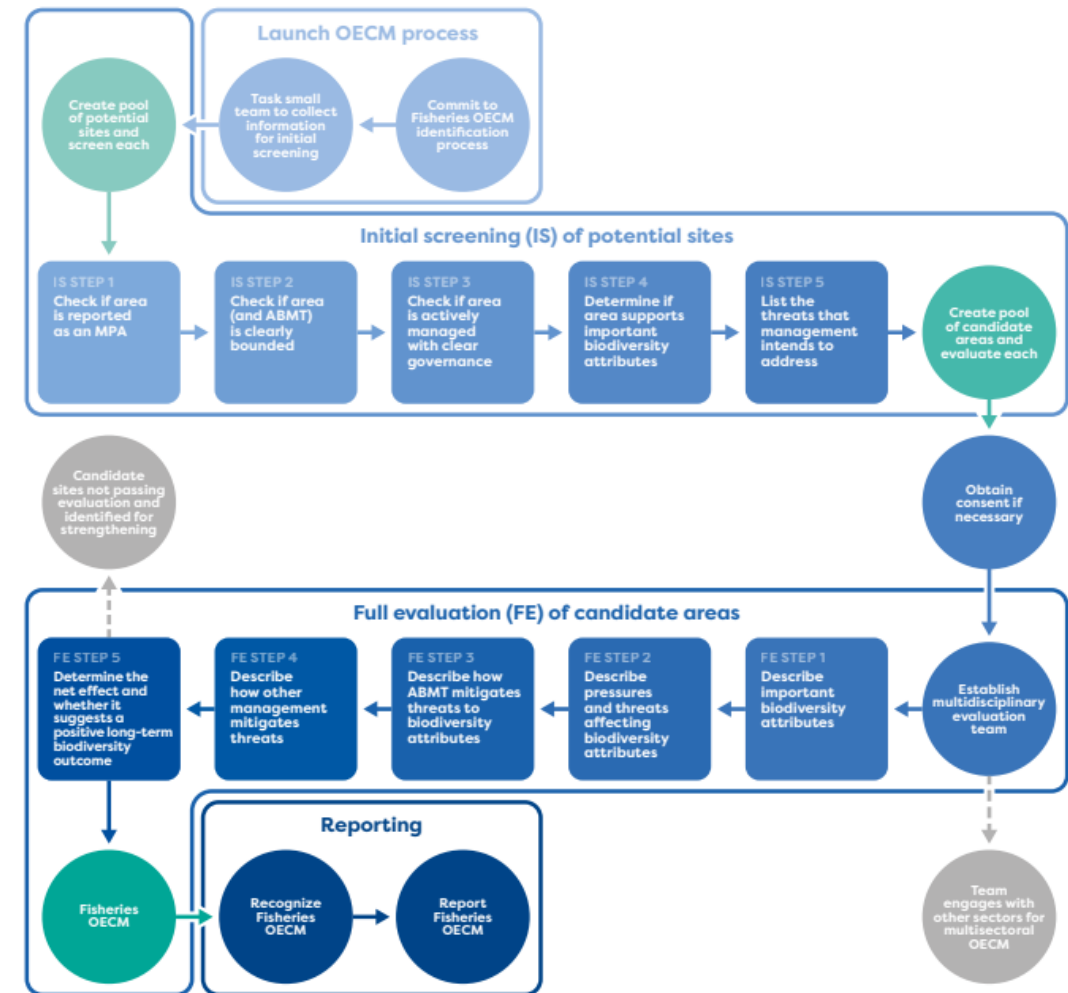 Launch OECM process
Create pool
of potential
sites and
screen each
Task small
team to collect
information
for initial
screening
Commit to
Fisheries OECM
identification
process
Initial screening (IS) of potential sites
IS STEP 1
Check if area
is reported
as an MPA
IS STEP 2
Check if area
(and ABMT)
is clearly
bounded
IS STEP 3
Check if area
is actively
managed
with clear
governance
IS STEP 4
Determine if
area supports
important
biodiversity
attributes
IS STEP 5
List the
threats that
management
intends to
address
Create pool
of candidate
areas and
evaluate each
Candidate
sites not passing
evaluation and
identified for
strengthening
Obtain
consent if
necessary
Full evaluation (FE) of candidate areas
FE STEP 5
Determine the
net effect and
whether it
suggests a
positive long-term
biodiversity
outcome
FE STEP 4
Describe
how other
management
mitigates
threats
FE STEP 3
Describe how
ABMT mitigates
threats to
biodiversity
attributes
FE STEP 2
Describe
pressures
and threats
affecting
biodiversity
attributes
FE STEP 1
Describe
important
biodiversity
attributes
Establish
multidisciplinary
evaluation
team
Reporting
Fisheries
OECM
Recognize
Fisheries
OECM
Report
Fisheries
OECM
Team
engages with
other sectors for
multisectoral
OECM